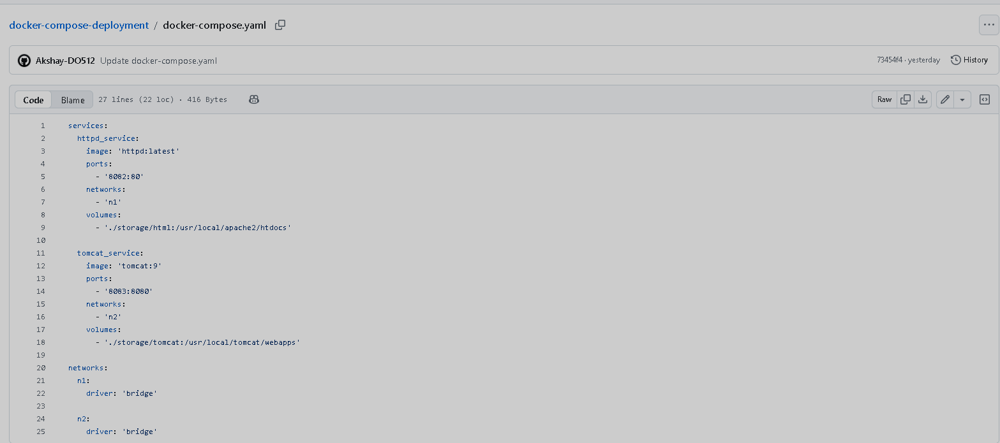 docker-compose-deployment / docker-compose.yaml
Akshay-DO512 Update docker-compose.yaml 73454f4 · yesterday History
Code Blame 27 lines (22 loc) · 416 Bytes Raw
1 services:
2   httpd_service:
3     image: 'httpd:latest'
4     ports:
5       - '8082:80'
6     networks:
7       - 'n1'
8     volumes:
9       - './storage/html:/usr/local/apache2/htdocs'
10
11   tomcat_service:
12     image: 'tomcat:9'
13     ports:
14       - '8083:8080'
15     networks:
16       - 'n2'
17     volumes:
18       - './storage/tomcat:/usr/local/tomcat/webapps'
19
20 networks:
21   n1:
22     driver: 'bridge'
23
24   n2:
25     driver: 'bridge'